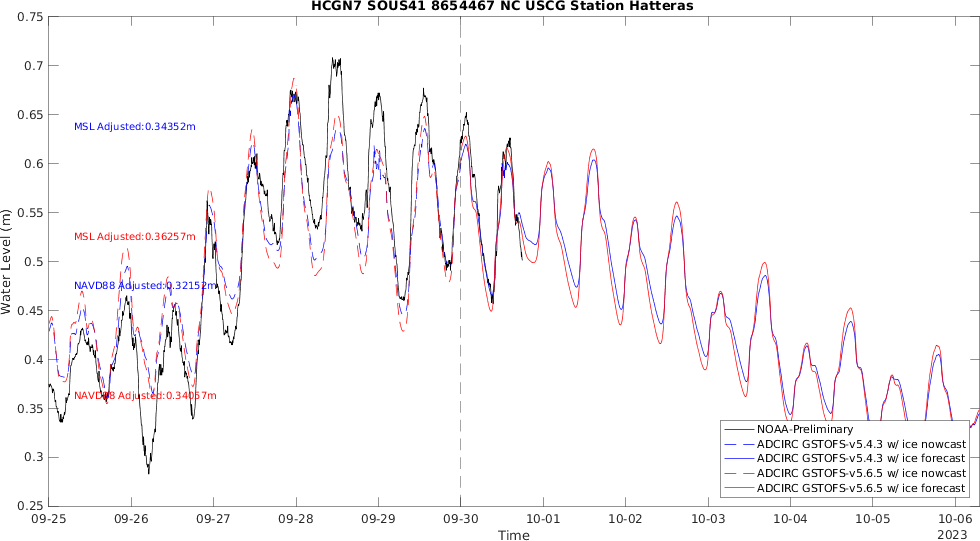 HCGN7 SOUS41 8654467 NC USCG Station Hatteras
0.75
0.7
0.65
0.6
0.55
0.5
0.45
0.4
0.35
0.3
0.25
Water Level (m)
MSL Adjusted:0.34352m
MSL Adjusted:0.36257m
NAVD88 Adjusted:0.32152m
NAVD88 Adjusted:0.34057m
NOAA-Preliminary
ADCIRC GSTOFS-v5.4.3 w/ ice nowcast
ADCIRC GSTOFS-v5.4.3 w/ ice forecast
ADCIRC GSTOFS-v5.6.5 w/ ice nowcast
ADCIRC GSTOFS-v5.6.5 w/ ice forecast
09-25 09-26 09-27 09-28 09-29 09-30 10-01 10-02 10-03 10-04 10-05 10-06
2023
Time